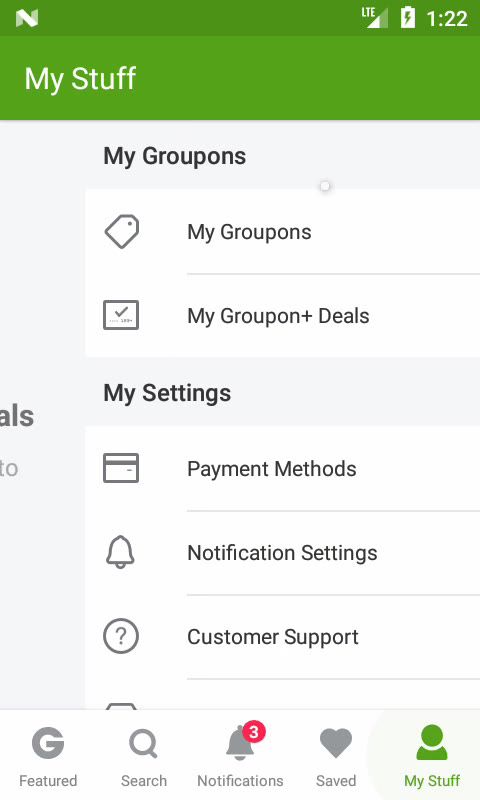 LTE 1:22
My Stuff
My Groupons
My Groupons
My Groupon+ Deals
My Settings
als
Payment Methods
to
Notification Settings
?
Customer Support
3
Featured
Search
Notifications
Saved
My Stuff